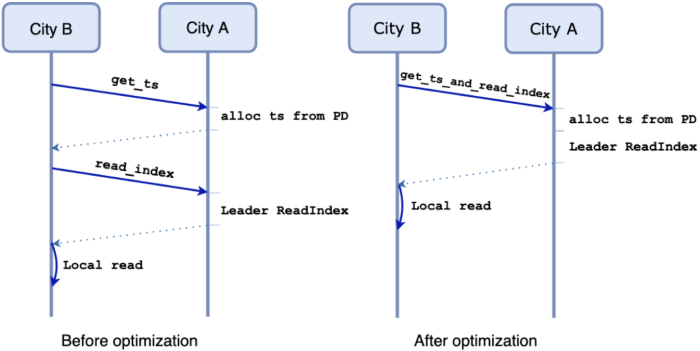 City B
City A
get_ts
alloc ts from PD
read_index
Leader ReadIndex
Local read
Before optimization
City B
City A
get_ts_and_read_index
alloc ts from PD
Leader ReadIndex
Local read
After optimization